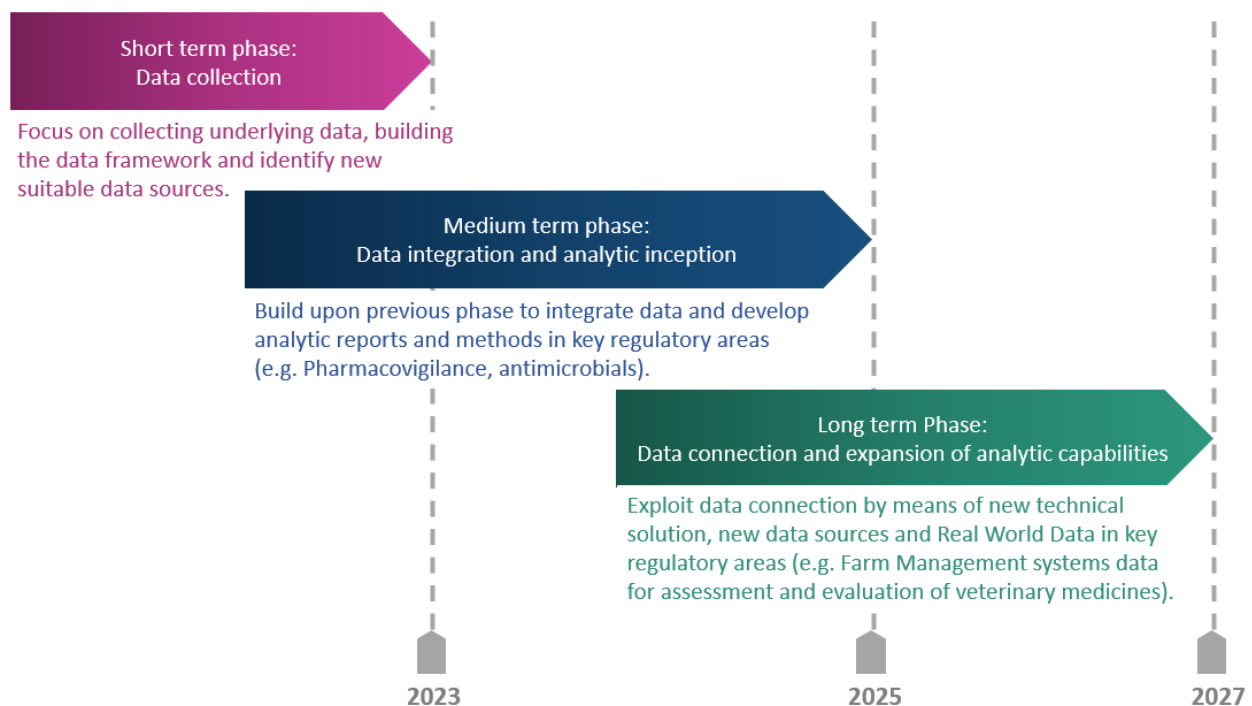 Short term phase:
Data collection
Focus on collecting underlying data, building
the data framework and identify new
suitable data sources.
Medium term phase:
Data integration and analytic inception
Build upon previous phase to integrate data and develop
analytic reports and methods in key regulatory areas
(e.g. Pharmacovigilance, antimicrobials).
Long term Phase:
Data connection and expansion of analytic capabilities
Exploit data connection by means of new technical
solution, new data sources and Real World Data in key
regulatory areas (e.g. Farm Management systems data
for assessment and evaluation of veterinary medicines).
2023
2025
2027